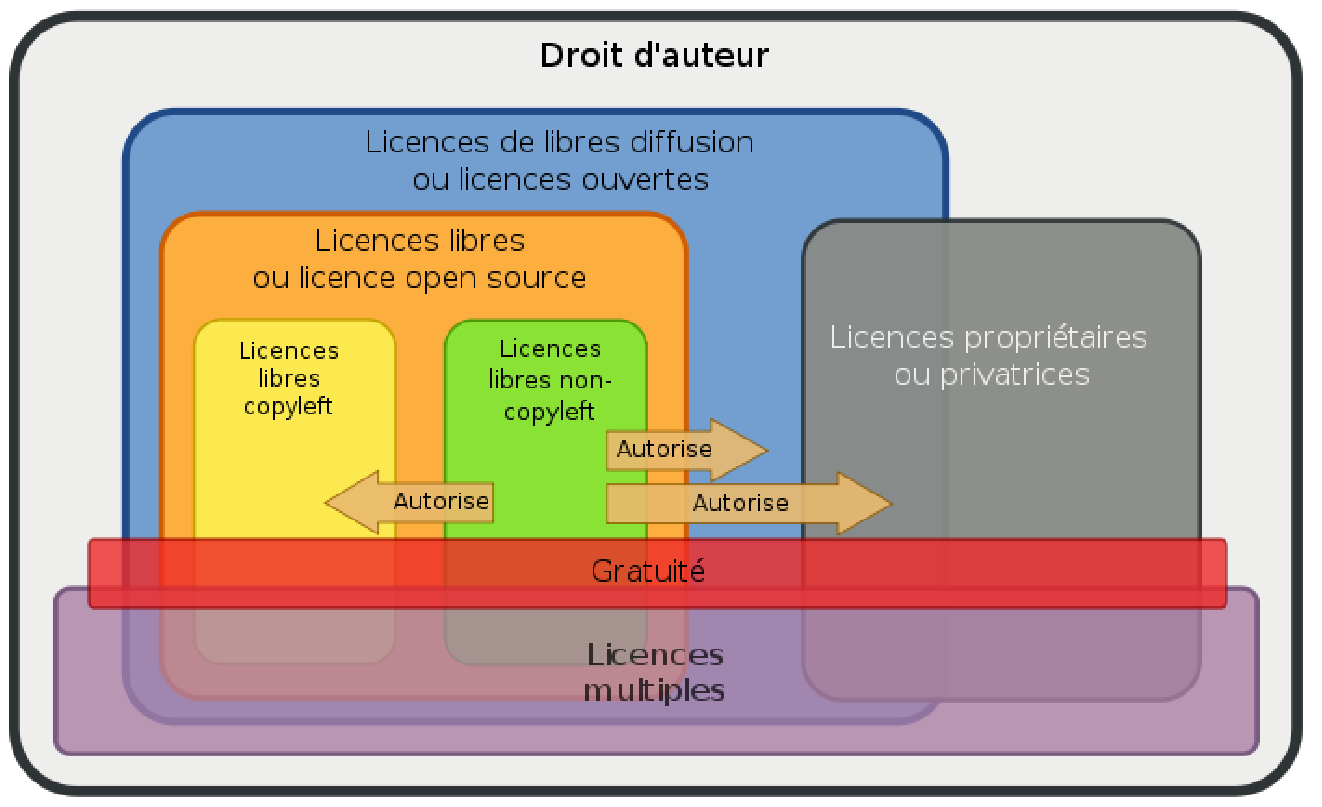 Droit d'auteur
Licences de libres diffusion
ou licences ouvertes
Licences libres
ou licence open source
Licences
libres
copyleft
Licences
libres non-
copyleft
Licences propriétaires
ou privatrices
Autorise
Autorise
Autorise
Gratuité
Licences
multiples